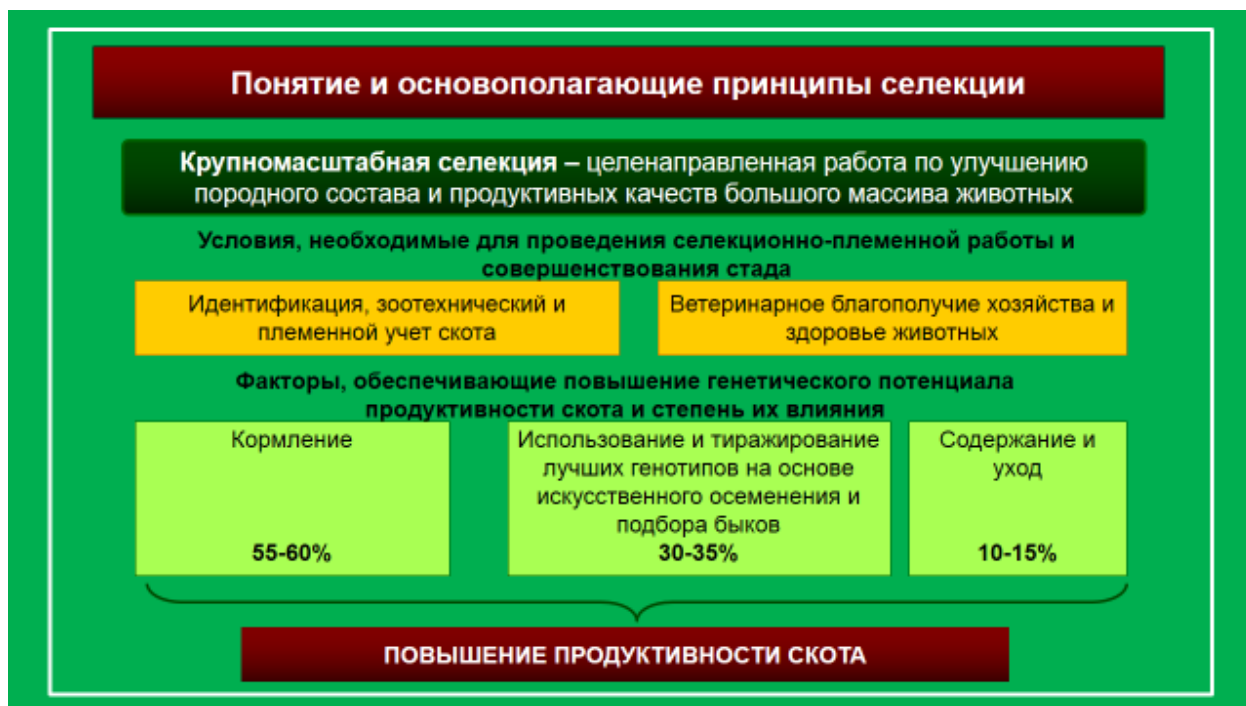 Понятие и основополагающие принципы селекции
Крупномасштабная селекция – целенаправленная работа по улучшению
породного состава и продуктивных качеств большого массива животных
Условия, необходимые для проведения селекционно-племенной работы и
совершенствования стада
Идентификация, зоотехнический и
племенной учет скота
Ветеринарное благополучие хозяйства и
здоровье животных
Факторы, обеспечивающие повышение генетического потенциала
продуктивности скота и степень их влияния
Кормление
55-60%
Использование и тиражирование
лучших генотипов на основе
искусственного осеменения и
подбора быков
30-35%
Содержание и
уход
10-15%
ПОВЫШЕНИЕ ПРОДУКТИВНОСТИ СКОТА